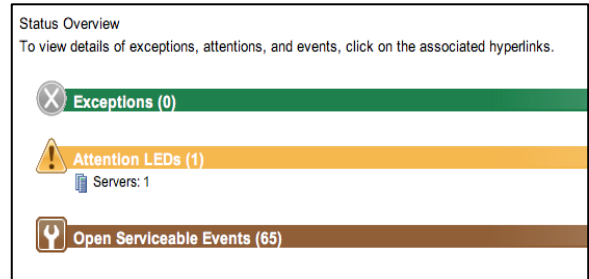 Status Overview
To view details of exceptions, attentions, and events, click on the associated hyperlinks.
Exceptions (0)
Attention LEDs (1)
Servers: 1
Open Serviceable Events (65)